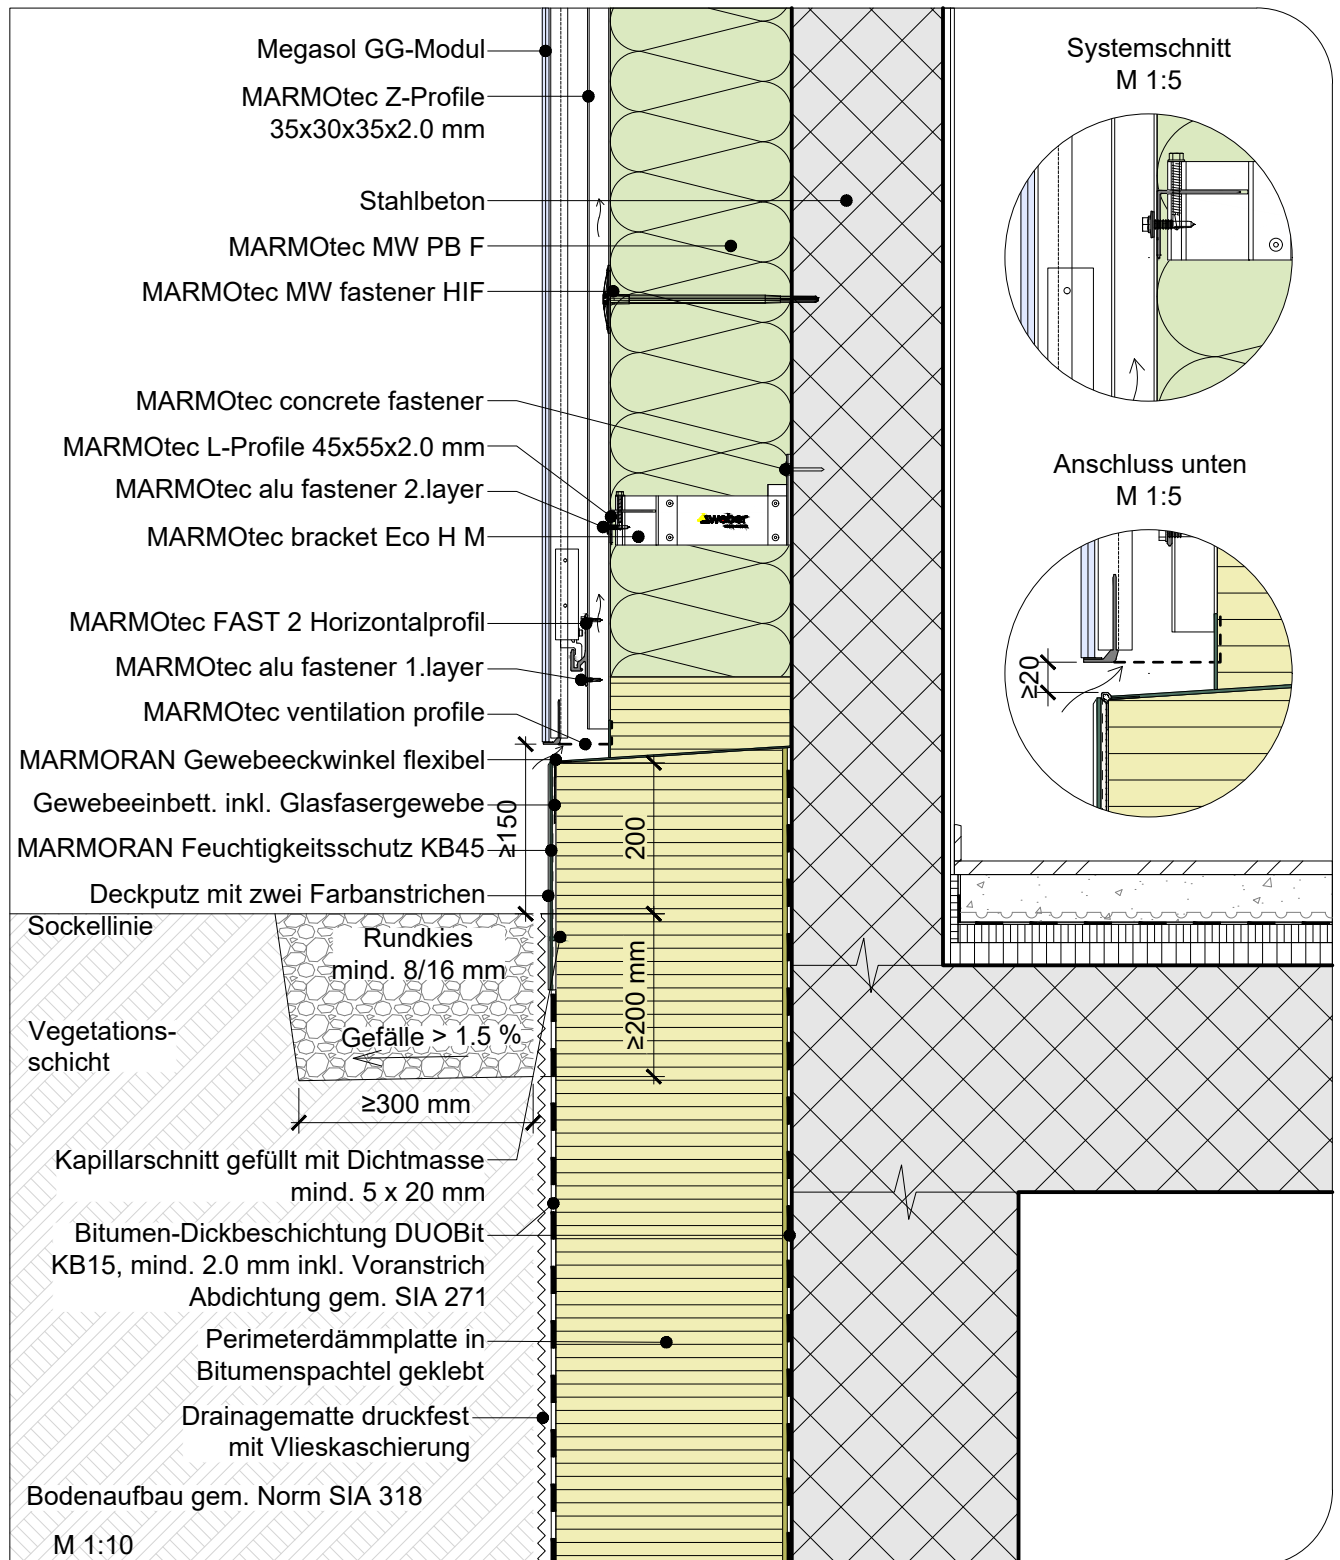 Megasol GG-Modul
MARMOtec Z-Profile
35x30x35x2.0 mm
Stahlbeton
MARMOtec MW PB F
MARMOtec MW fastener HIF
MARMOtec concrete fastener
MARMOtec L-Profile 45x55x2.0 mm
MARMOtec alu fastener 2.layer
MARMOtec bracket Eco H M
weber
MARMOtec FAST 2 Horizontalprofil
MARMOtec alu fastener 1.layer
MARMOtec ventilation profile
MARMORAN Gewebeeckwinkel flexibel
Gewebeeinbett. inkl. Glasfasergewebe
MARMORAN Feuchtigkeitsschutz KB45
Deckputz mit zwei Farbanstrichen
≥150
200
Sockellinie
Rundkies
mind. 8/16 mm
≥200 mm
Vegetations-
schicht
Gefälle > 1.5 %
≥300 mm
Kapillarschnitt gefüllt mit Dichtmasse
mind. 5 x 20 mm
Bitumen-Dickbeschichtung DUOBit
KB15, mind. 2.0 mm inkl. Voranstrich
Abdichtung gem. SIA 271
Perimeterdämmplatte in
Bitumenspachtel geklebt
Drainagematte druckfest
mit Vlieskaschierung
Bodenaufbau gem. Norm SIA 318
M 1:10
Systemschnitt
M 1:5
Anschluss unten
M 1:5
≥20